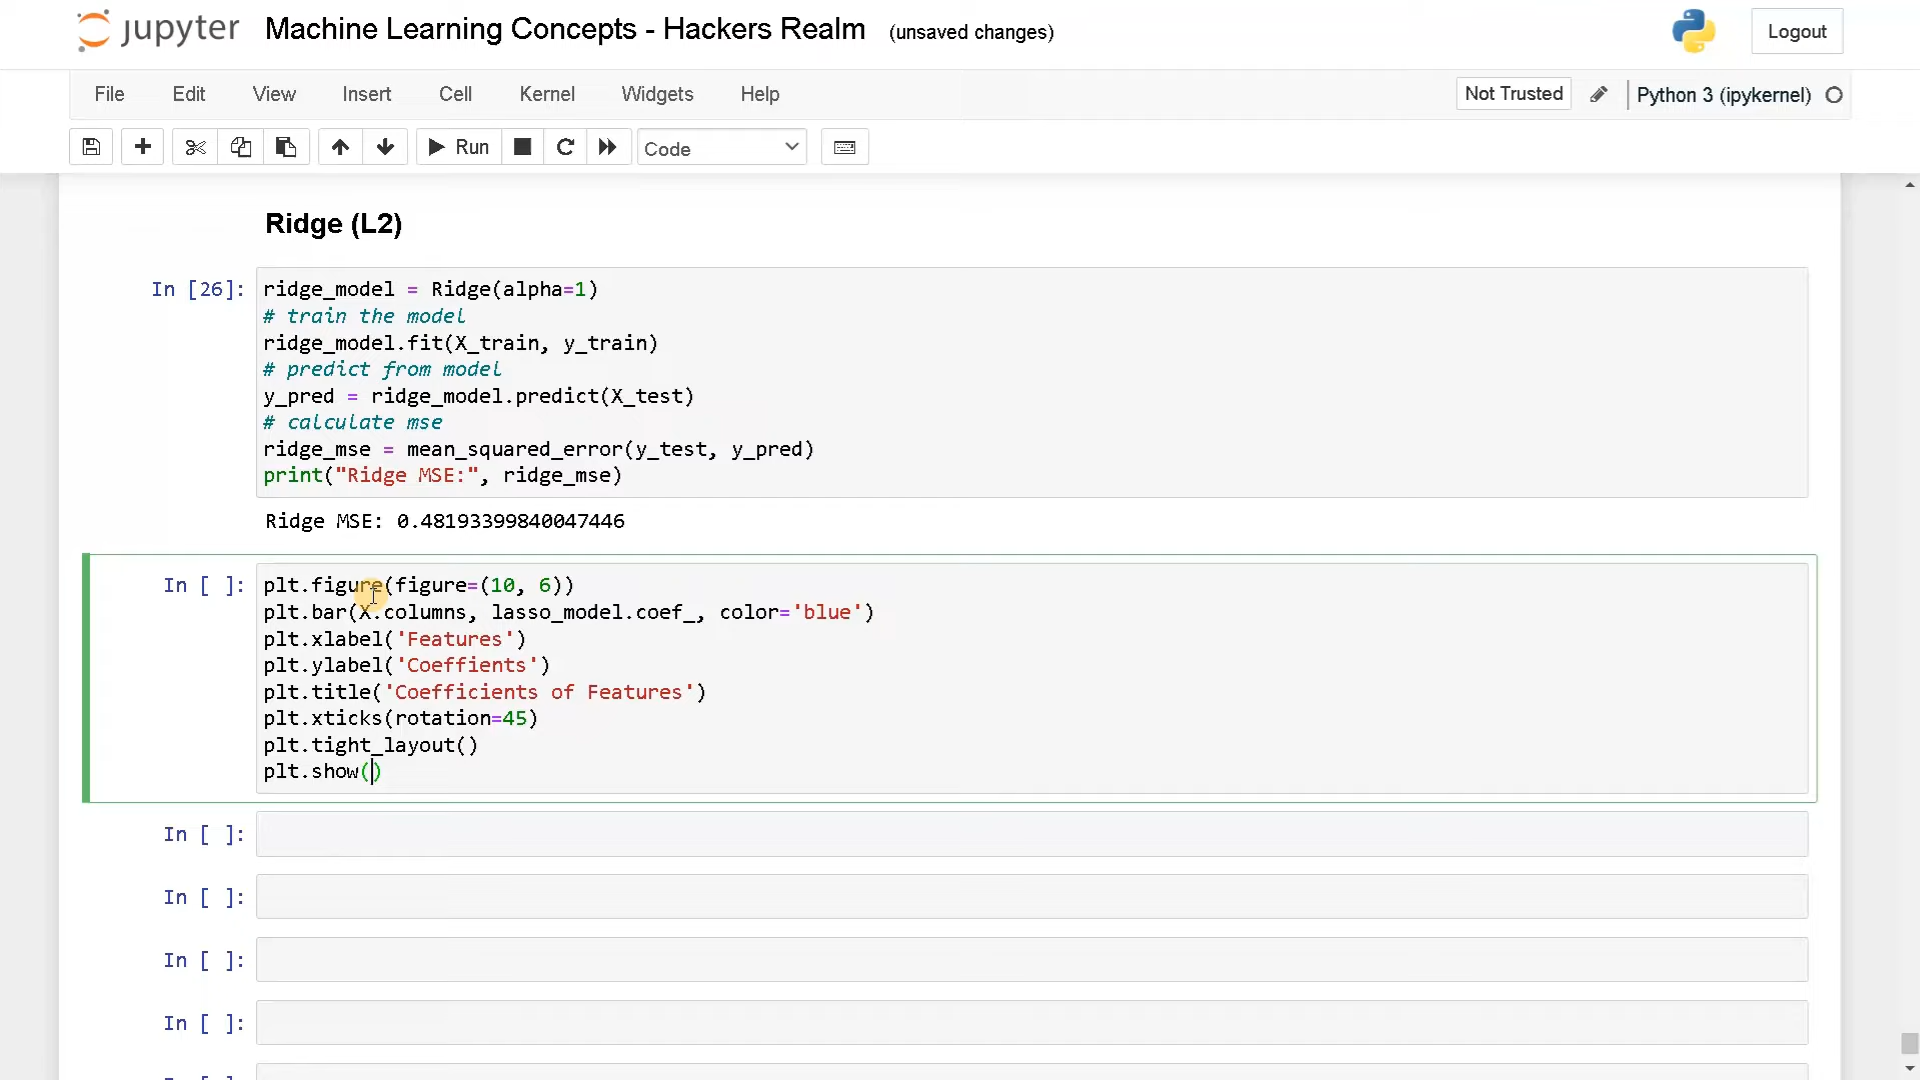 jupyter Machine Learning Concepts - Hackers Realm (unsaved changes) Logout
File Edit View Insert Cell Kernel Widgets Help Not Trusted Python 3 (ipykernel)
Run Code
Ridge (L2)
In [26]: ridge_model = Ridge(alpha=1)
# train the model
ridge_model.fit(X_train, y_train)
# predict from model
y_pred = ridge_model.predict(X_test)
# calculate mse
ridge_mse = mean_squared_error(y_test, y_pred)
print("Ridge MSE:", ridge_mse)
Ridge MSE: 0.48193399840047446
In [ ]: plt.figure(figure=(10, 6))
plt.bar(X.columns, lasso_model.coef_, color='blue')
plt.xlabel('Features')
plt.ylabel('Coeffients')
plt.title('Coefficients of Features')
plt.xticks(rotation=45)
plt.tight_layout()
plt.show()
In [ ]:
In [ ]:
In [ ]:
In [ ]: